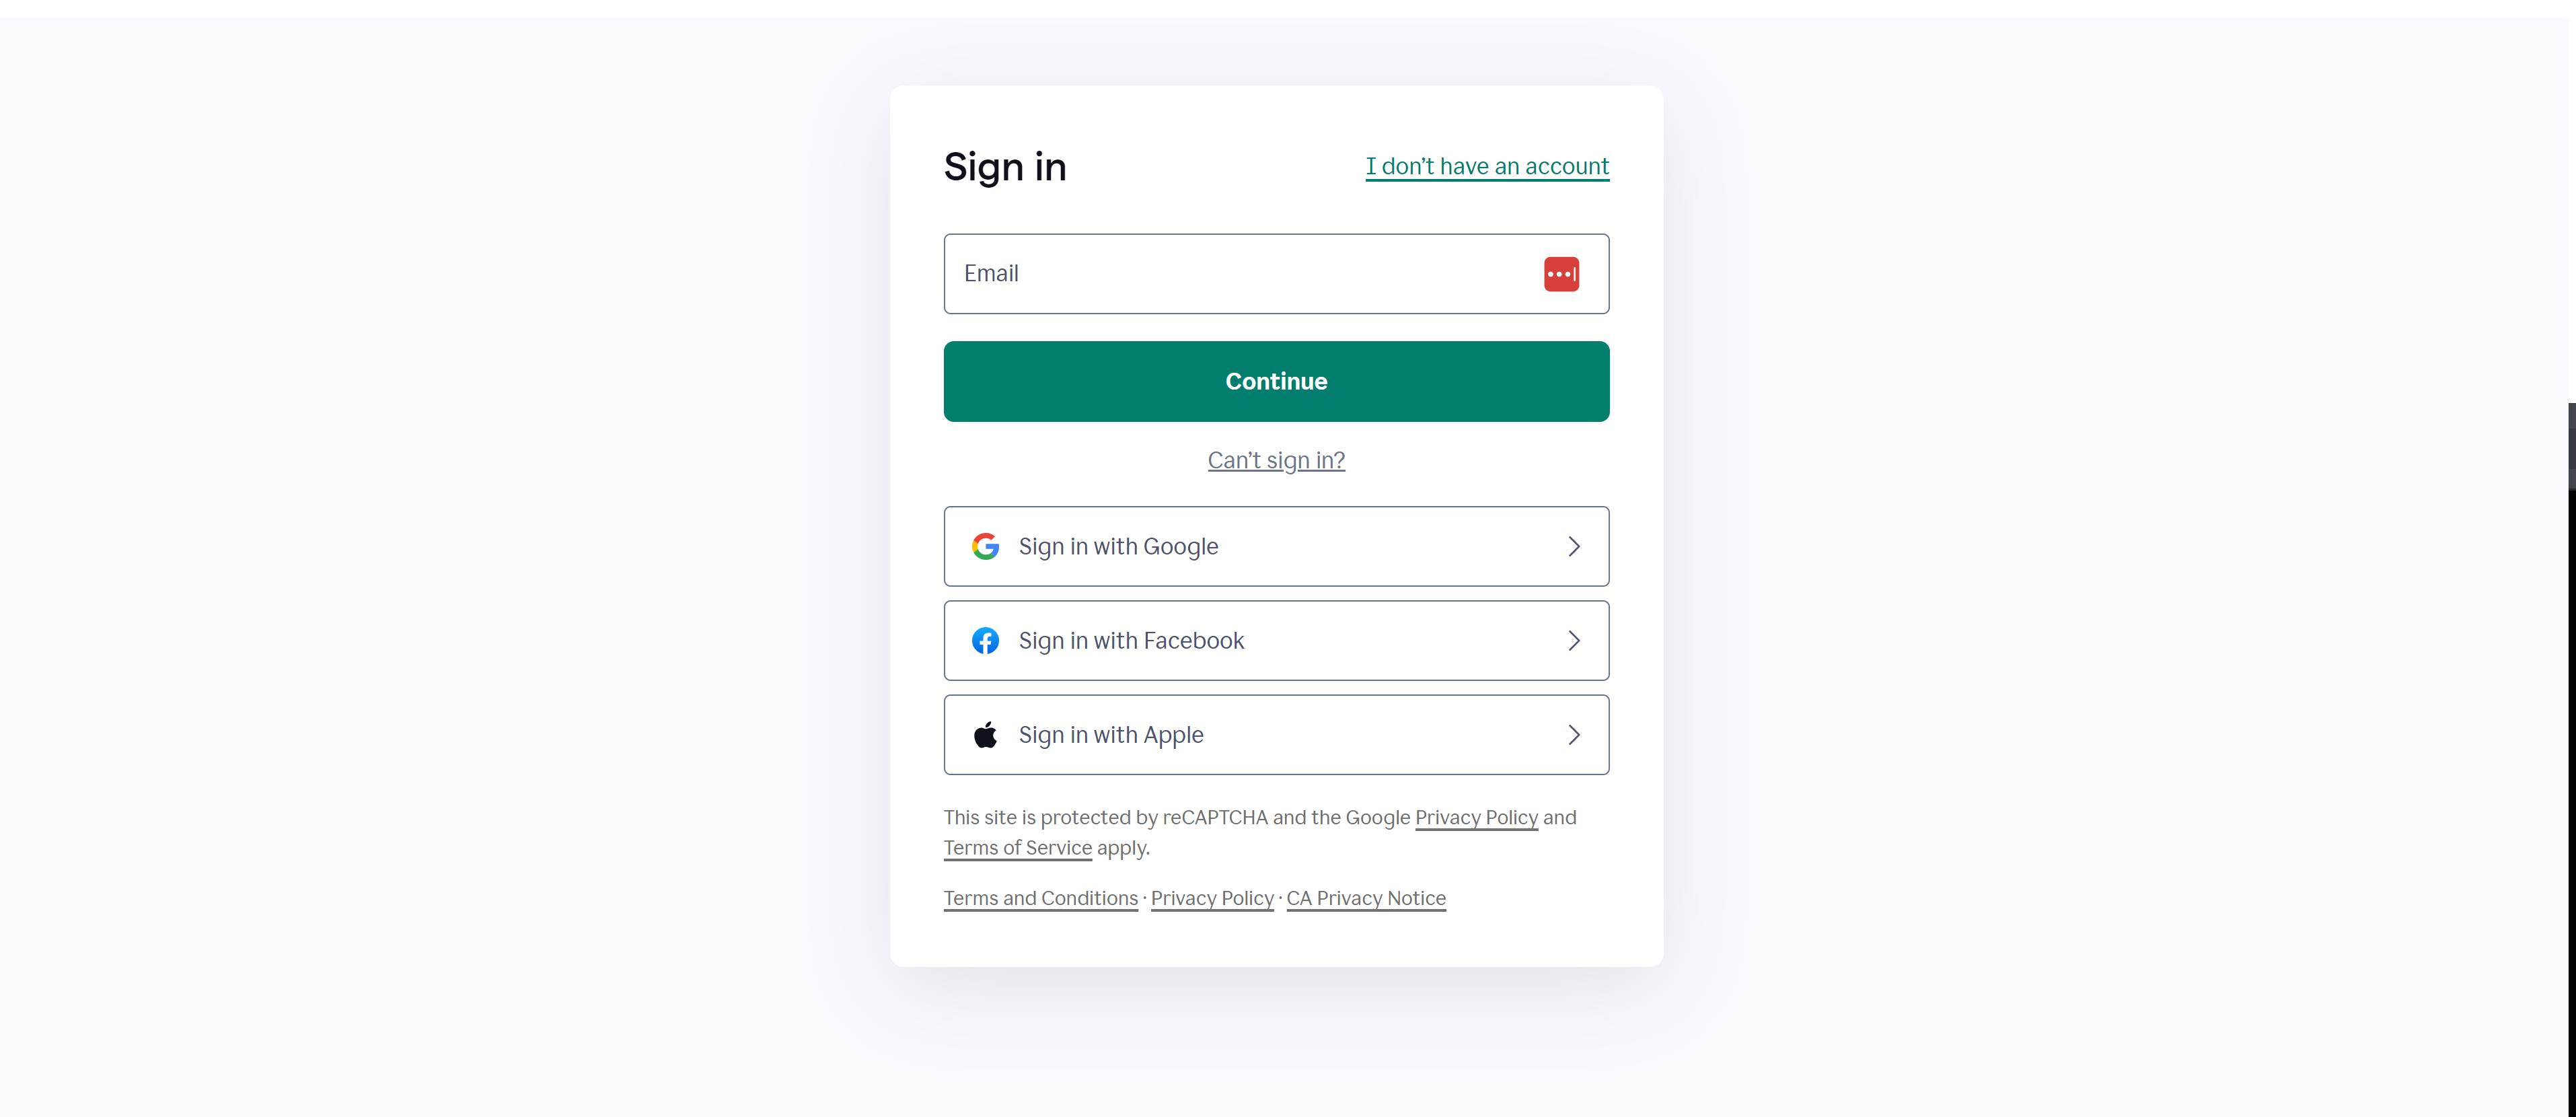 Sign in
I don’t have an account
Email
Continue
Can’t sign in?
Sign in with Google
Sign in with Facebook
Sign in with Apple
This site is protected by reCAPTCHA and the Google Privacy Policy and
Terms of Service apply.
Terms and Conditions · Privacy Policy · CA Privacy Notice